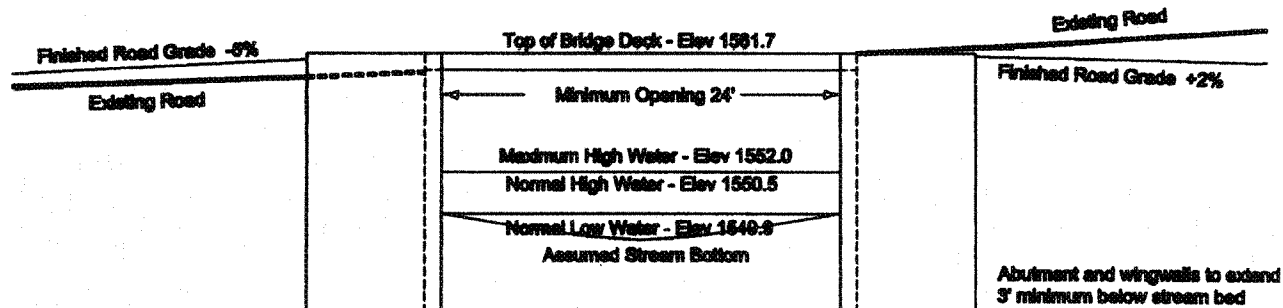 Existing Road
Finished Road Grade -5%
Top of Bridge Deck - Elev 1561.7
Finished Road Grade +2%
Existing Road
Minimum Opening 24'
Maximum High Water - Elev 1552.0
Normal High Water - Elev 1550.5
Normal Low Water - Elev
Assumed Stream Bottom
Abutment and wingwalls to extend
3' minimum below stream bed